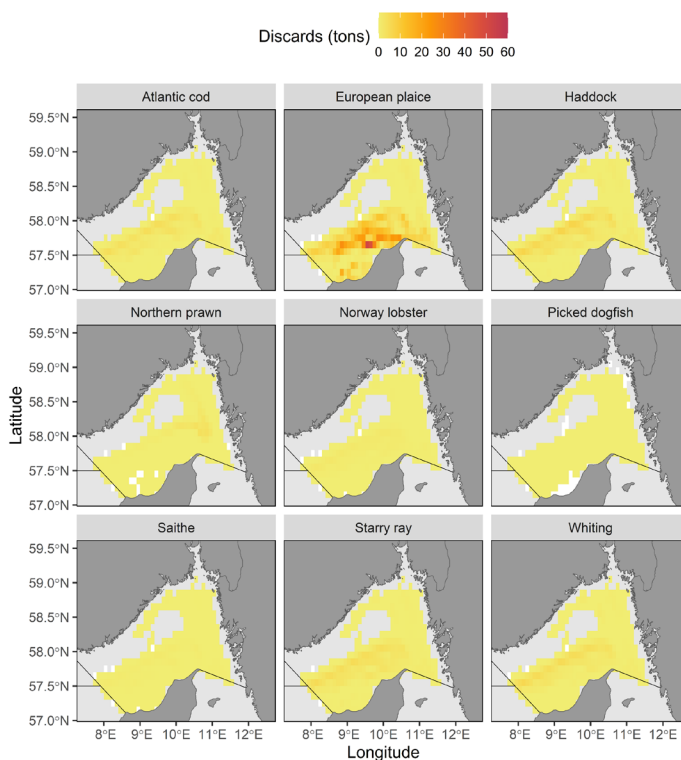 Discards (tons)
0 10 20 30 40 50 60
Atlantic cod European plaice Haddock
59.5°N
59.0°N
58.5°N
58.0°N
57.5°N
57.0°N
Northern prawn Norway lobster Picked dogfish
59.5°N
59.0°N
58.5°N
58.0°N
57.5°N
57.0°N
Latitude
Saithe Starry ray Whiting
59.5°N
59.0°N
58.5°N
58.0°N
57.5°N
57.0°N
8°E 9°E 10°E 11°E 12°E 8°E 9°E 10°E 11°E 12°E 8°E 9°E 10°E 11°E 12°E
Longitude